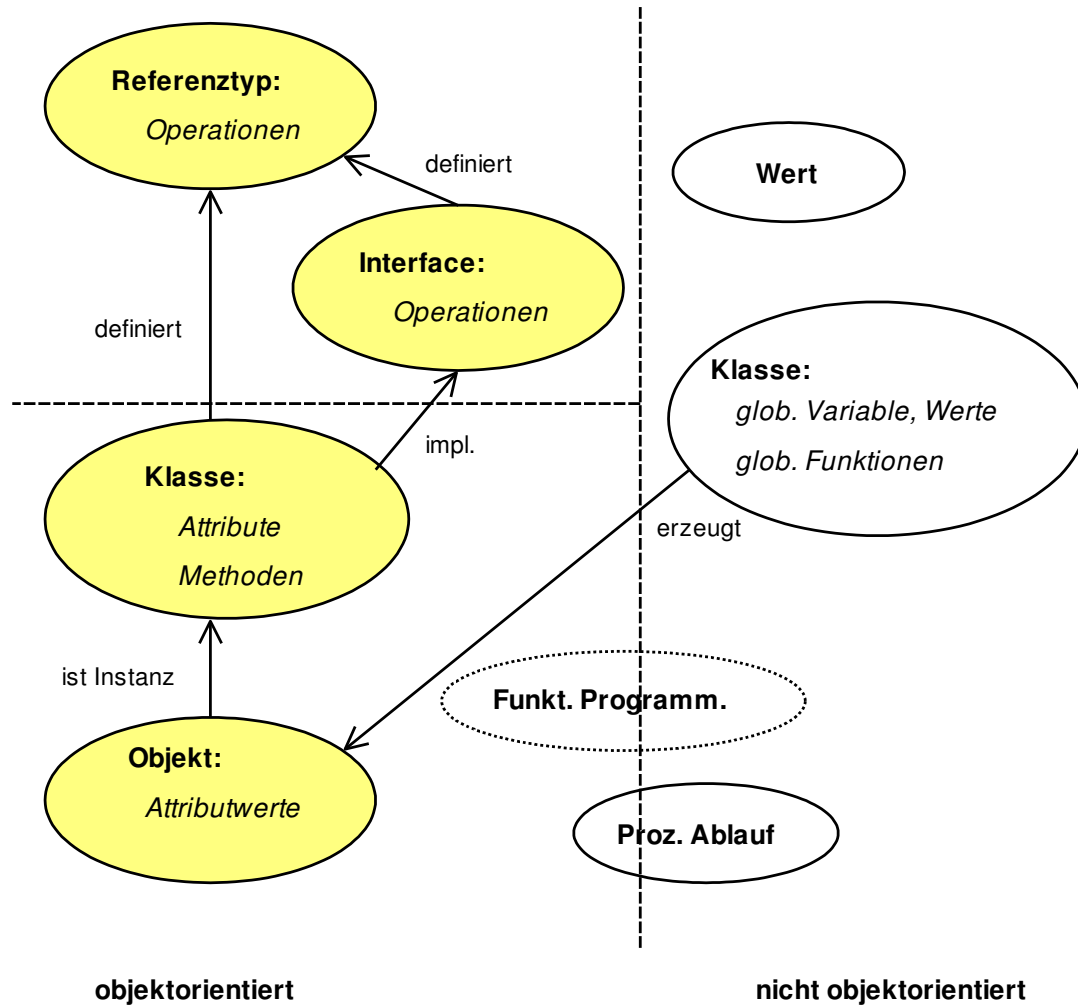 Referenztyp:
Operationen
definiert
Wert
Interface:
Operationen
definiert
Klasse:
glob. Variable, Werte
glob. Funktionen
impl.
Klasse:
Attribute
Methoden
erzeugt
ist Instanz
Funkt. Programm.
Objekt:
Attributwerte
Proz. Ablauf
objektorientiert
nicht objektorientiert